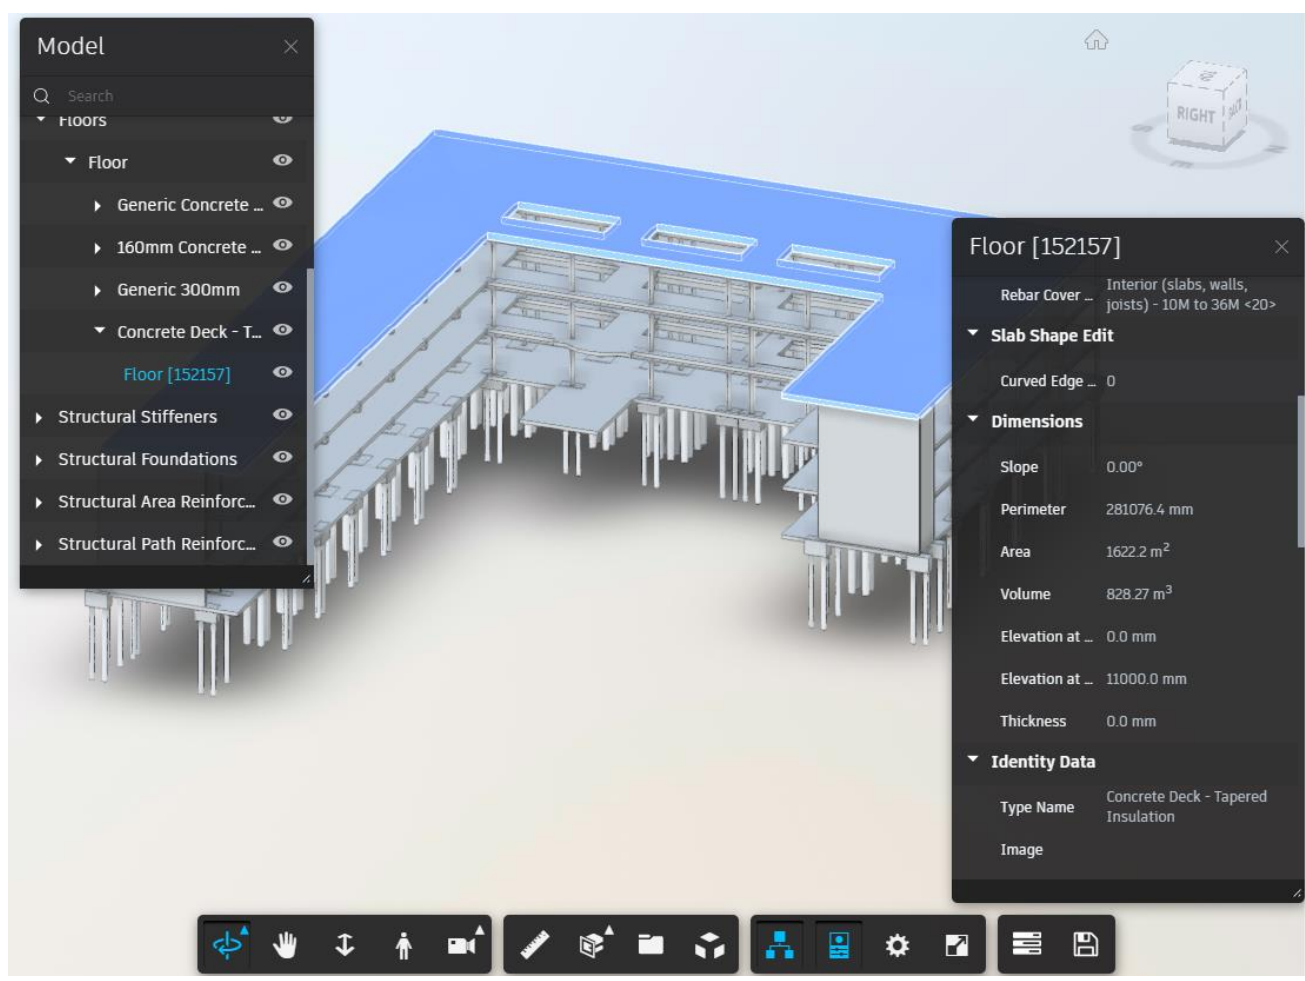 Model
Search
Floors
Floor
Generic Concrete ...
160mm Concrete ...
Generic 300mm
Concrete Deck - T...
Floor [152157]
Structural Stiffeners
Structural Foundations
Structural Area Reinforc...
Structural Path Reinforc...
RIGHT
S
E
N
Floor [152157]
Rebar Cover ... Interior (slabs, walls,
joists) - 10M to 36M <20>
Slab Shape Edit
Curved Edge ... 0
Dimensions
Slope 0.00°
Perimeter 281076.4 mm
Area 1622.2 m²
Volume 828.27 m³
Elevation at ... 0.0 mm
Elevation at ... 11000.0 mm
Thickness 0.0 mm
Identity Data
Type Name Concrete Deck - Tapered
Insulation
Image